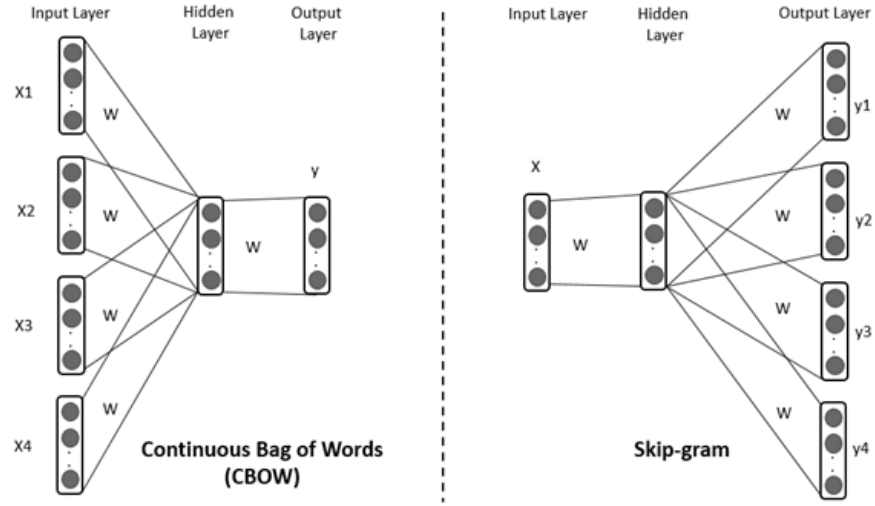 Input Layer
Hidden
Layer
Output
Layer
X1
W
X2
W
X3
W
X4
W
W
y
Continuous Bag of Words
(CBOW)
Input Layer
Hidden
Layer
Output Layer
X
W
W
y1
W
y2
W
y3
W
y4
Skip-gram